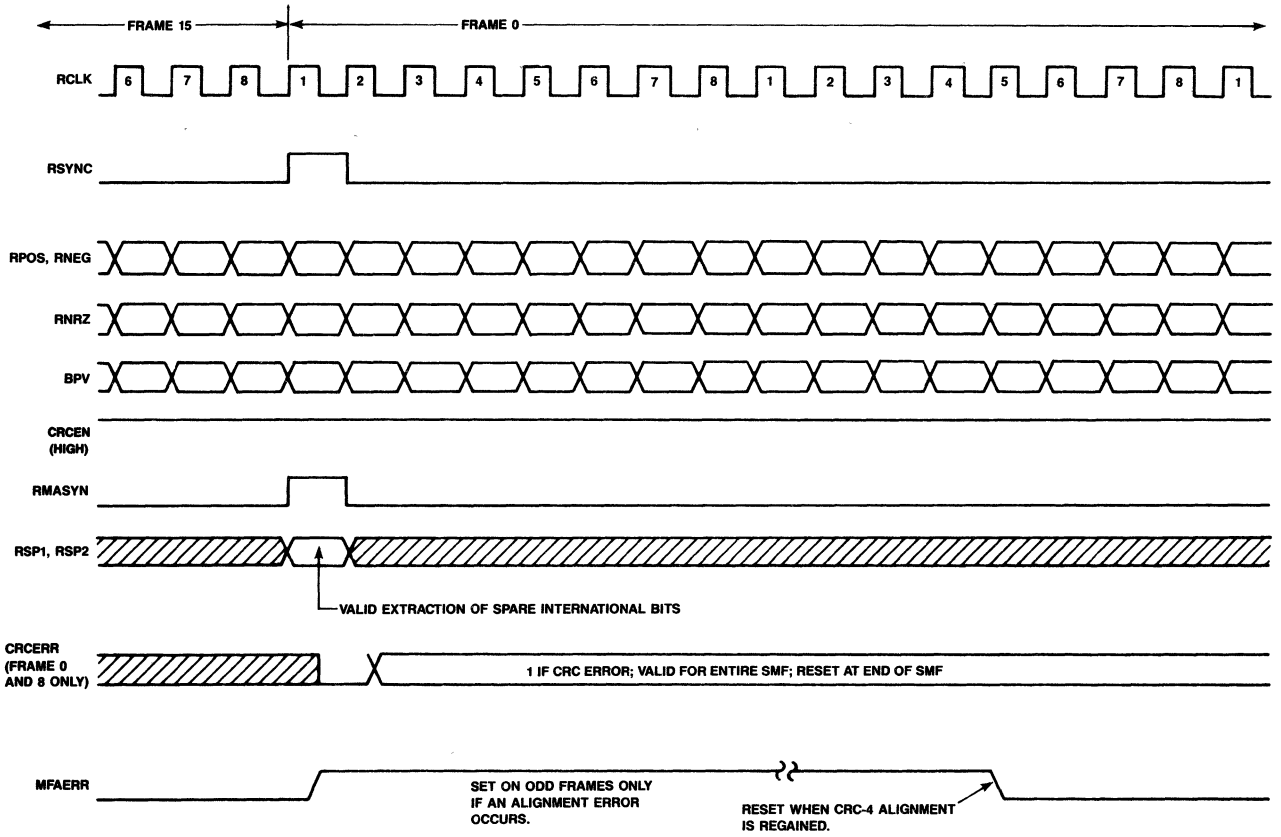 FRAME 15
FRAME 0
RCLK
6 7 8 1 2 3 4 5 6 7 8 1 2 3 4 5 6 7 8 1
RSYNC
RPOS, RNEG
RNRZ
BPV
CRCEN
(HIGH)
RMASYN
RSP1, RSP2
VALID EXTRACTION OF SPARE INTERNATIONAL BITS
CRCERR
(FRAME 0
AND 8 ONLY)
1 IF CRC ERROR; VALID FOR ENTIRE SMF; RESET AT END OF SMF
MFAERR
SET ON ODD FRAMES ONLY
IF AN ALIGNMENT ERROR
OCCURS.
RESET WHEN CRC-4 ALIGNMENT
IS REGAINED.